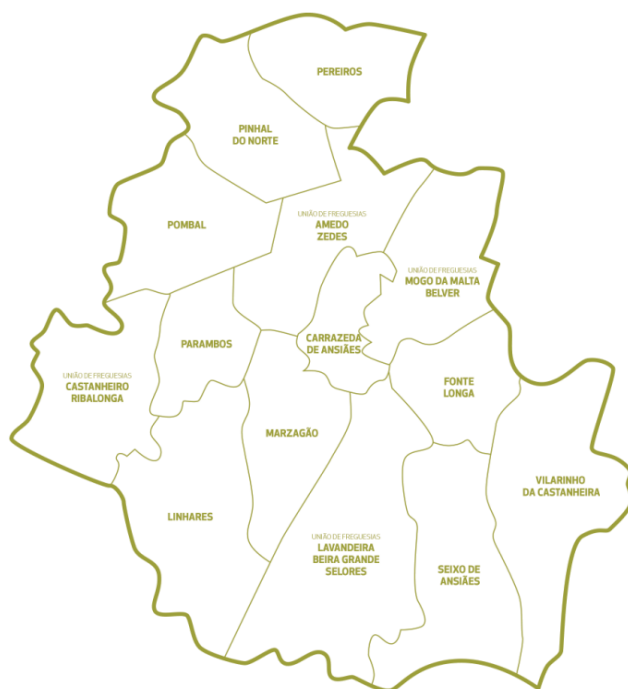 PEREIROS
PINHAL
DO NORTE
POMBAL
UNIÃO DE FREGUESIAS
AMEDO
ZEDES
UNIÃO DE FREGUESIAS
MOGO DA MALTA
BELVER
PARAMBOS
CARRAZEDA
DE ANSIÃES
UNIÃO DE FREGUESIAS
CASTANHEIRO
RIBALONGA
FONTE
LONGA
MARZAGÃO
VILARINHO
DA CASTANHEIRA
LINHARES
UNIÃO DE FREGUESIAS
LAVANDEIRA
BEIRA GRANDE
SELORES
SEIXO DE
ANSIÃES